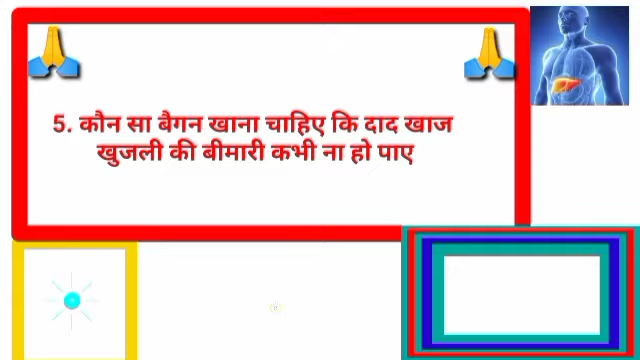 5. कौन सा बैगन खाना चाहिए कि दाद खाज
खुजली की बीमारी कभी ना हो पाए